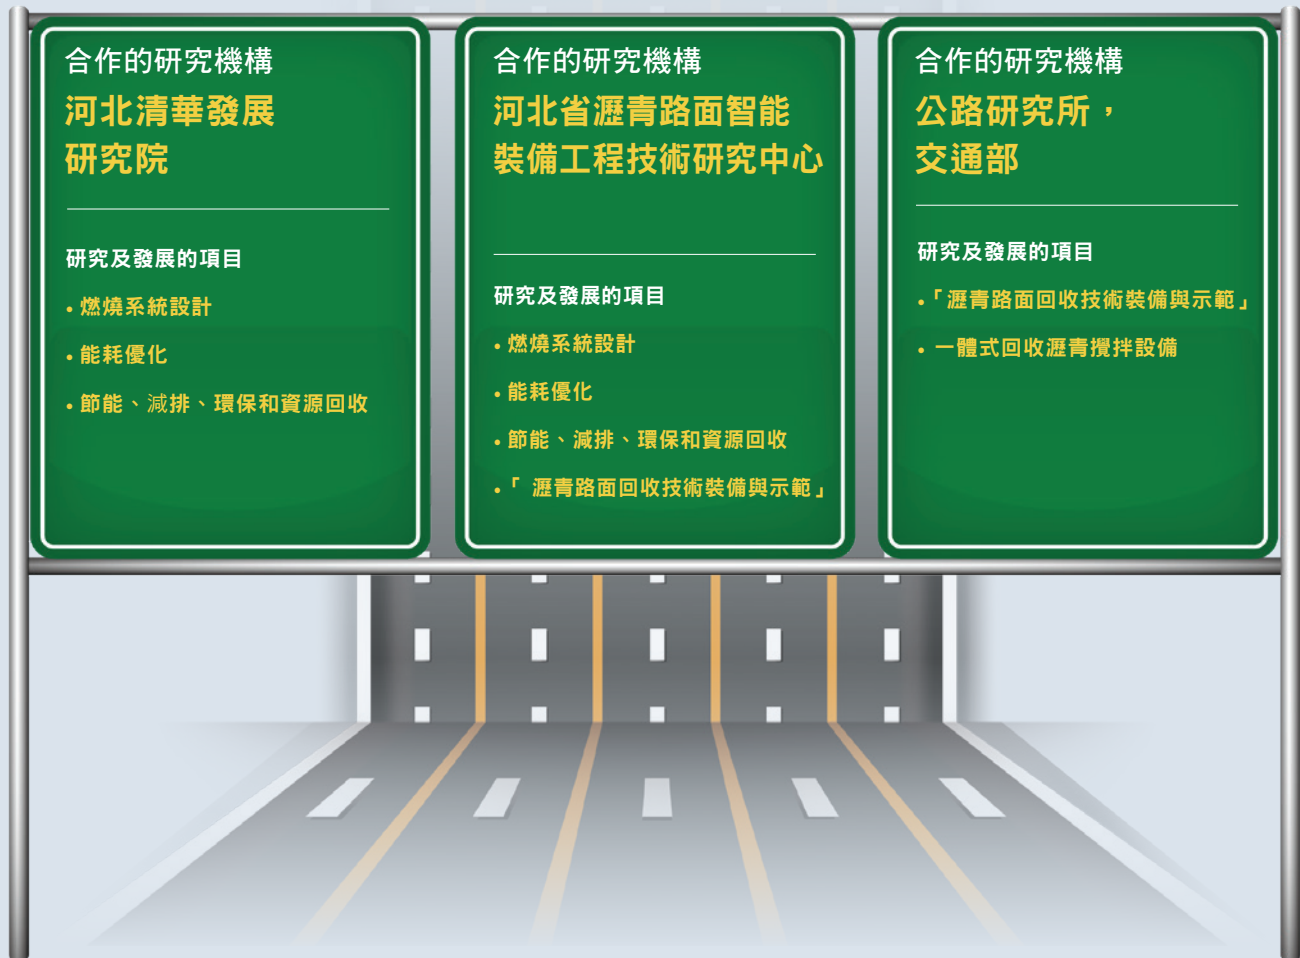 合作的研究機構
河北清華發展
研究院
研究及發展的項目
• 燃燒系統設計
• 能耗優化
• 節能、減排、環保和資源回收
合作的研究機構
河北省瀝青路面智能
裝備工程技術研究中心
研究及發展的項目
• 燃燒系統設計
• 能耗優化
• 節能、減排、環保和資源回收
•「 瀝青路面回收技術裝備與示範」
合作的研究機構
公路研究所，
交通部
研究及發展的項目
•「瀝青路面回收技術裝備與示範」
• 一體式回收瀝青攪拌設備